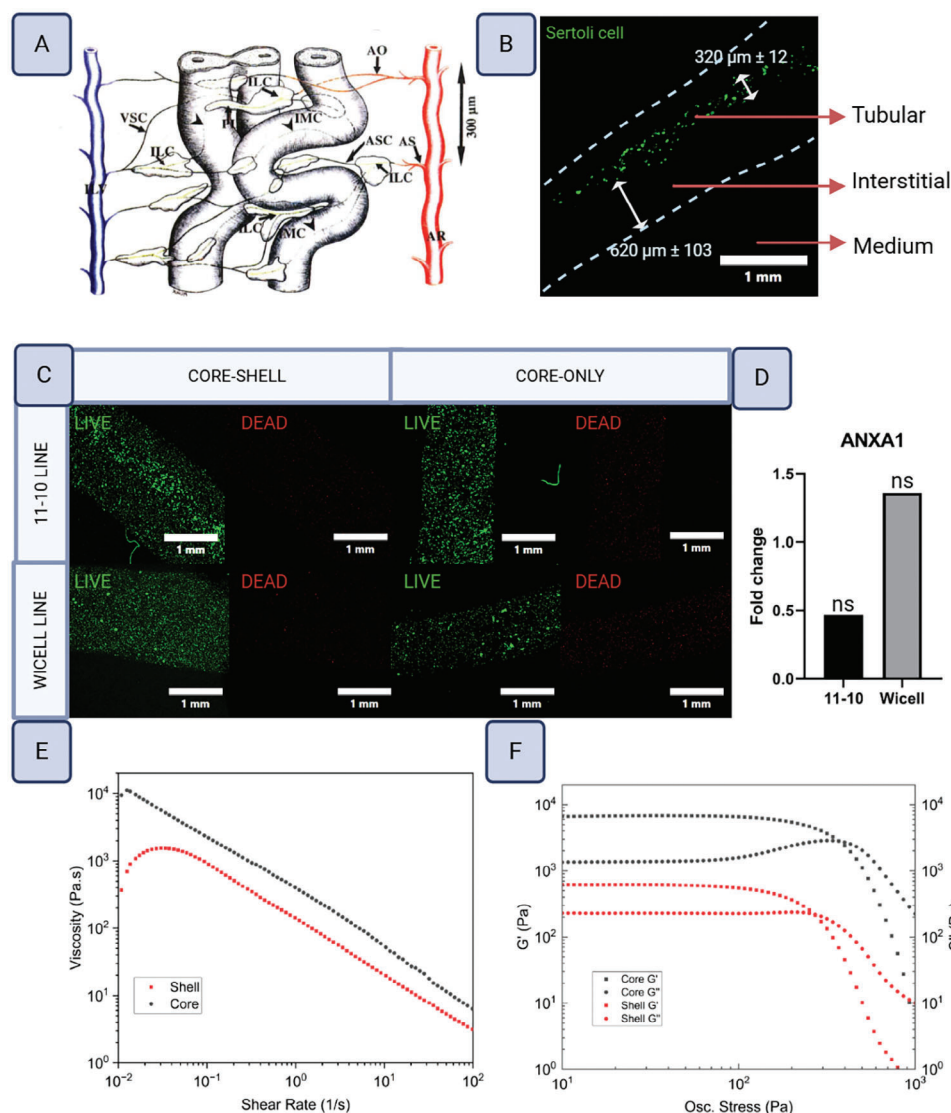 A
AO
ILC
VSC
IMC
300 µm
ILC
ASC
AS
ILC
ILV
ILC
IMC
AR
B
Sertoli cell
320 µm ± 12
Tubular
Interstitial
620 µm ± 103
Medium
1 mm
C
CORE-SHELL
CORE-ONLY
11-10 LINE
LIVE
DEAD
LIVE
DEAD
1 mm
1 mm
1 mm
1 mm
WICELL LINE
LIVE
DEAD
LIVE
DEAD
1 mm
1 mm
1 mm
1 mm
D
ANXA1
Fold change
1.5
1.0
0.5
0.0
ns
ns
11-10
Wicell
E
Viscosity (Pa.s)
10⁴
10³
10²
10¹
10⁰
Shell
Core
10⁻²
10⁻¹
10⁰
10¹
10²
Shear Rate (1/s)
F
G' (Pa)
10⁴
10³
10²
10¹
10⁰
Core G'
Core G''
Shell G'
Shell G''
10⁴
10³
10²
10¹
10⁰
10¹
10²
10³
Osc. Stress (Pa)